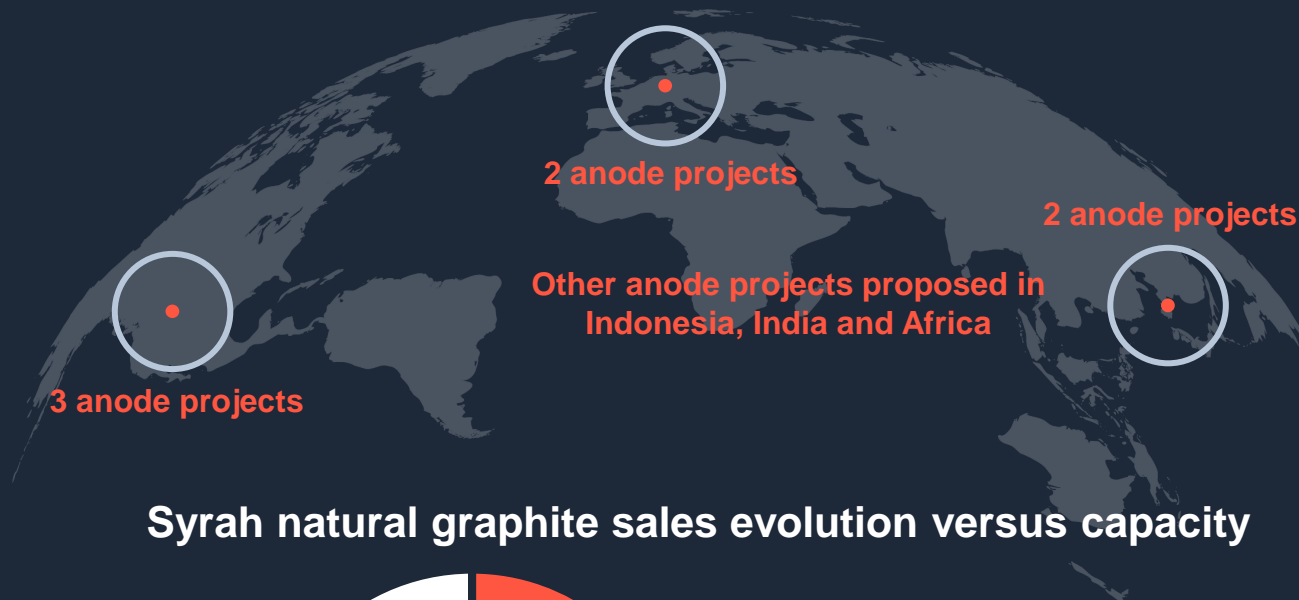 2 anode projects
2 anode projects
Other anode projects proposed in
Indonesia, India and Africa
3 anode projects
Syrah natural graphite sales evolution versus capacity